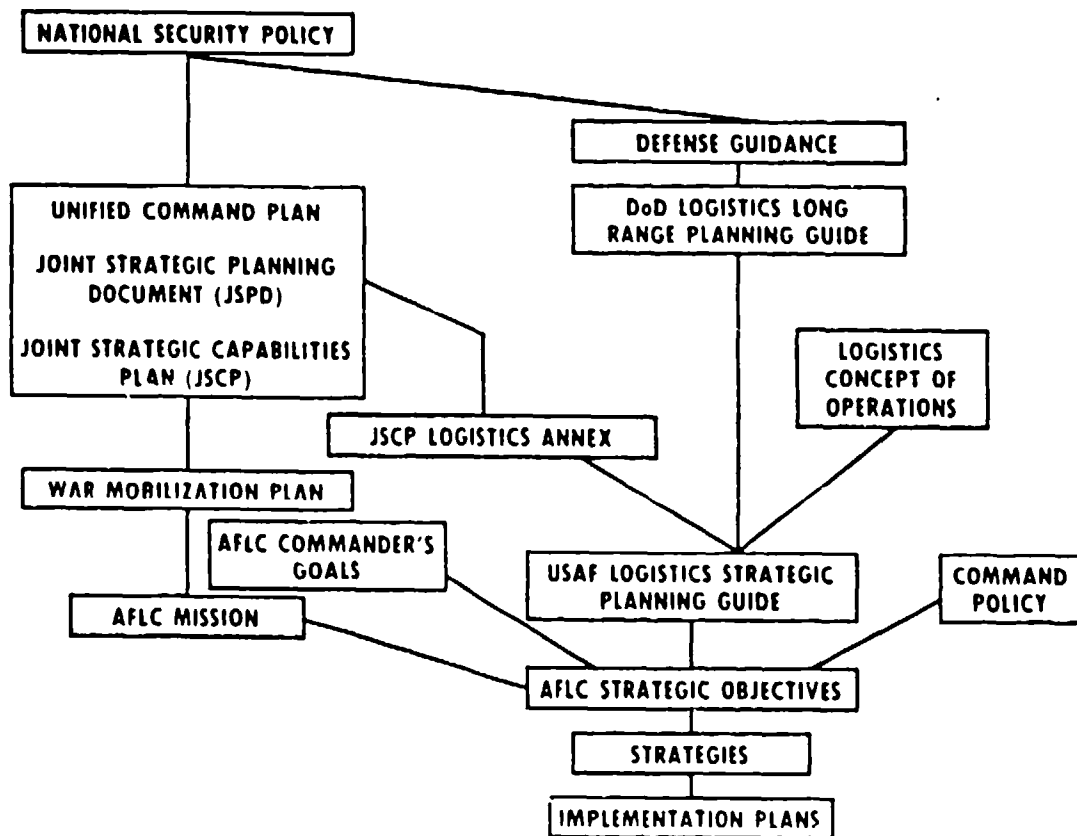 NATIONAL SECURITY POLICY
DEFENSE GUIDANCE
UNIFIED COMMAND PLAN
JOINT STRATEGIC PLANNING
DOCUMENT (JSPD)
JOINT STRATEGIC CAPABILITIES
PLAN (JSCP)
DoD LOGISTICS LONG
RANGE PLANNING GUIDE
LOGISTICS
CONCEPT OF
OPERATIONS
JSCP LOGISTICS ANNEX
WAR MOBILIZATION PLAN
AFLC COMMANDER'S
GOALS
USAF LOGISTICS STRATEGIC
PLANNING GUIDE
COMMAND
POLICY
AFLC MISSION
AFLC STRATEGIC OBJECTIVES
STRATEGIES
IMPLEMENTATION PLANS